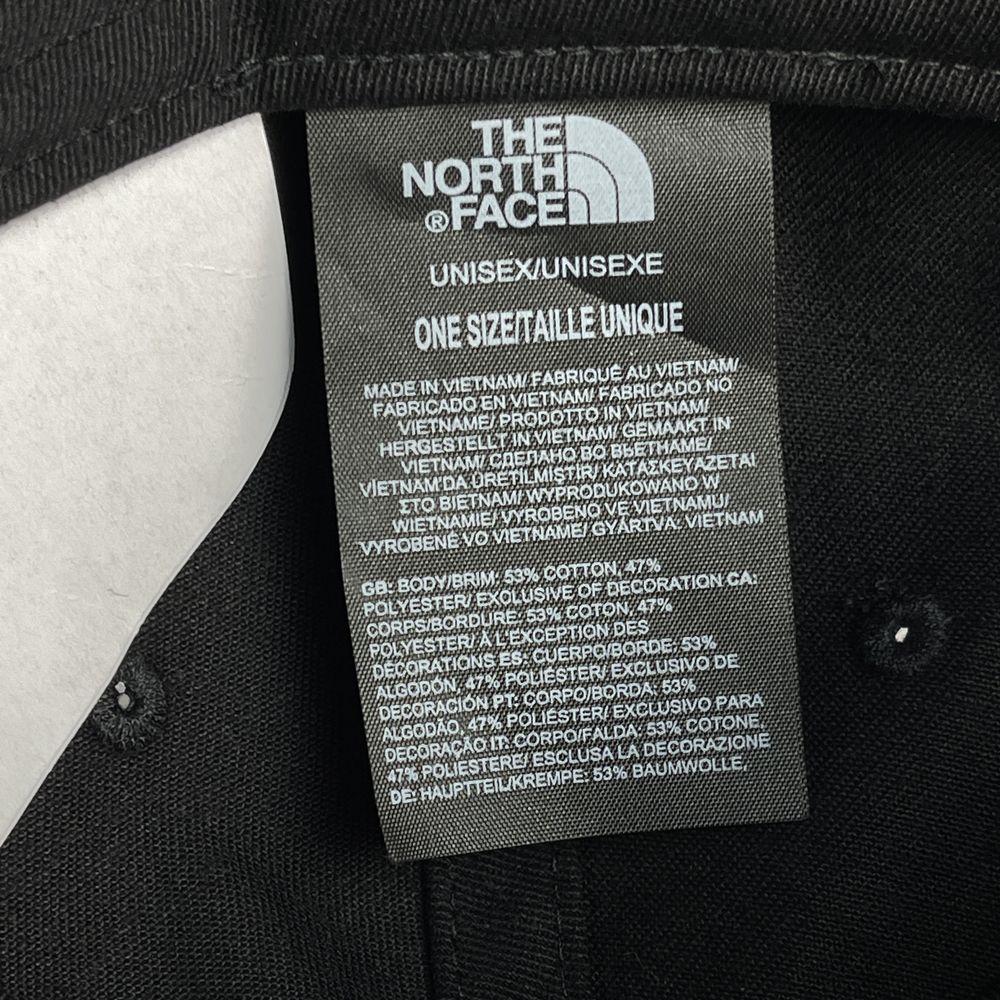 THE
NORTH
®FACE
UNISEX/UNISEXE
ONE SIZE/TAILLE UNIQUE
MADE IN VIETNAM/ FABRIQUÉ AU VIETNAM/
FABRICADO EN VIETNAM/ FABRICADO NO
VIETNAME/ PRODOTTO IN VIETNAM/
HERGESTELLT IN VIETNAM/ GEMAAKT IN
VIETNAM/ СДЕЛАНО ВО ВЬЕТНАМЕ/
VİETNAM'DA ÜRETİLMİŞTİR/ ΚΑΤΑΣΚΕΥΑΖΕΤΑΙ
ΣΤΟ ΒΙΕΤΝΑΜ/ WYPRODUKOWANO W
WIETNAMIE/ VYROBENO VE VIETNAMU/
VYROBENÉ VO VIETNAME/ GYÁRTVA: VIETNAM
GB: BODY/BRIM: 53% COTTON, 47%
POLYESTER/ EXCLUSIVE OF DECORATION CA:
CORPS/BORDURE: 53% COTON, 47%
POLYESTER/ À L'EXCEPTION DES
DÉCORATIONS ES: CUERPO/BORDE: 53%
ALGODÓN, 47% POLIÉSTER/ EXCLUSIVO DE
DECORACIÓN PT: CORPO/BORDA: 53%
ALGODÃO, 47% POLIÉSTER/ EXCLUSIVO PARA
DECORAÇÃO IT: CORPO/FALDA: 53% COTONE,
47% POLIESTERE/ ESCLUSA LA DECORAZIONE
DE: HAUPTTEIL/KREMPE: 53% BAUMWOLLE,